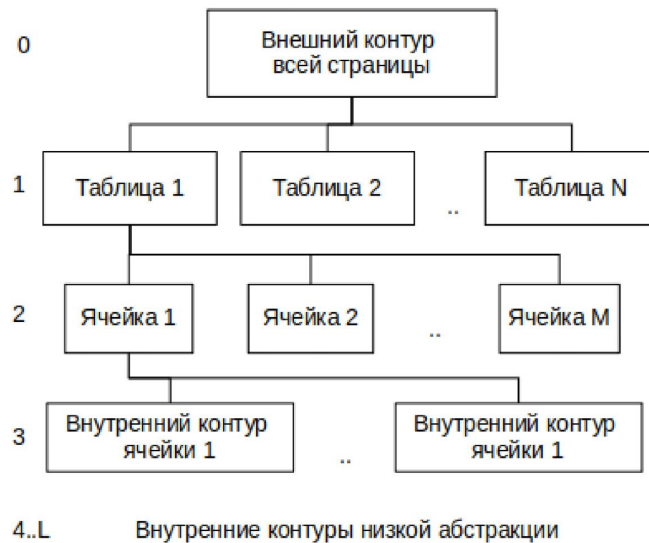 0
Внешний контур
всей страницы
1
Таблица 1
Таблица 2
..
Таблица N
2
Ячейка 1
Ячейка 2
..
Ячейка M
3
Внутренний контур
ячейки 1
..
Внутренний контур
ячейки 1
4..L Внутренние контуры низкой абстракции